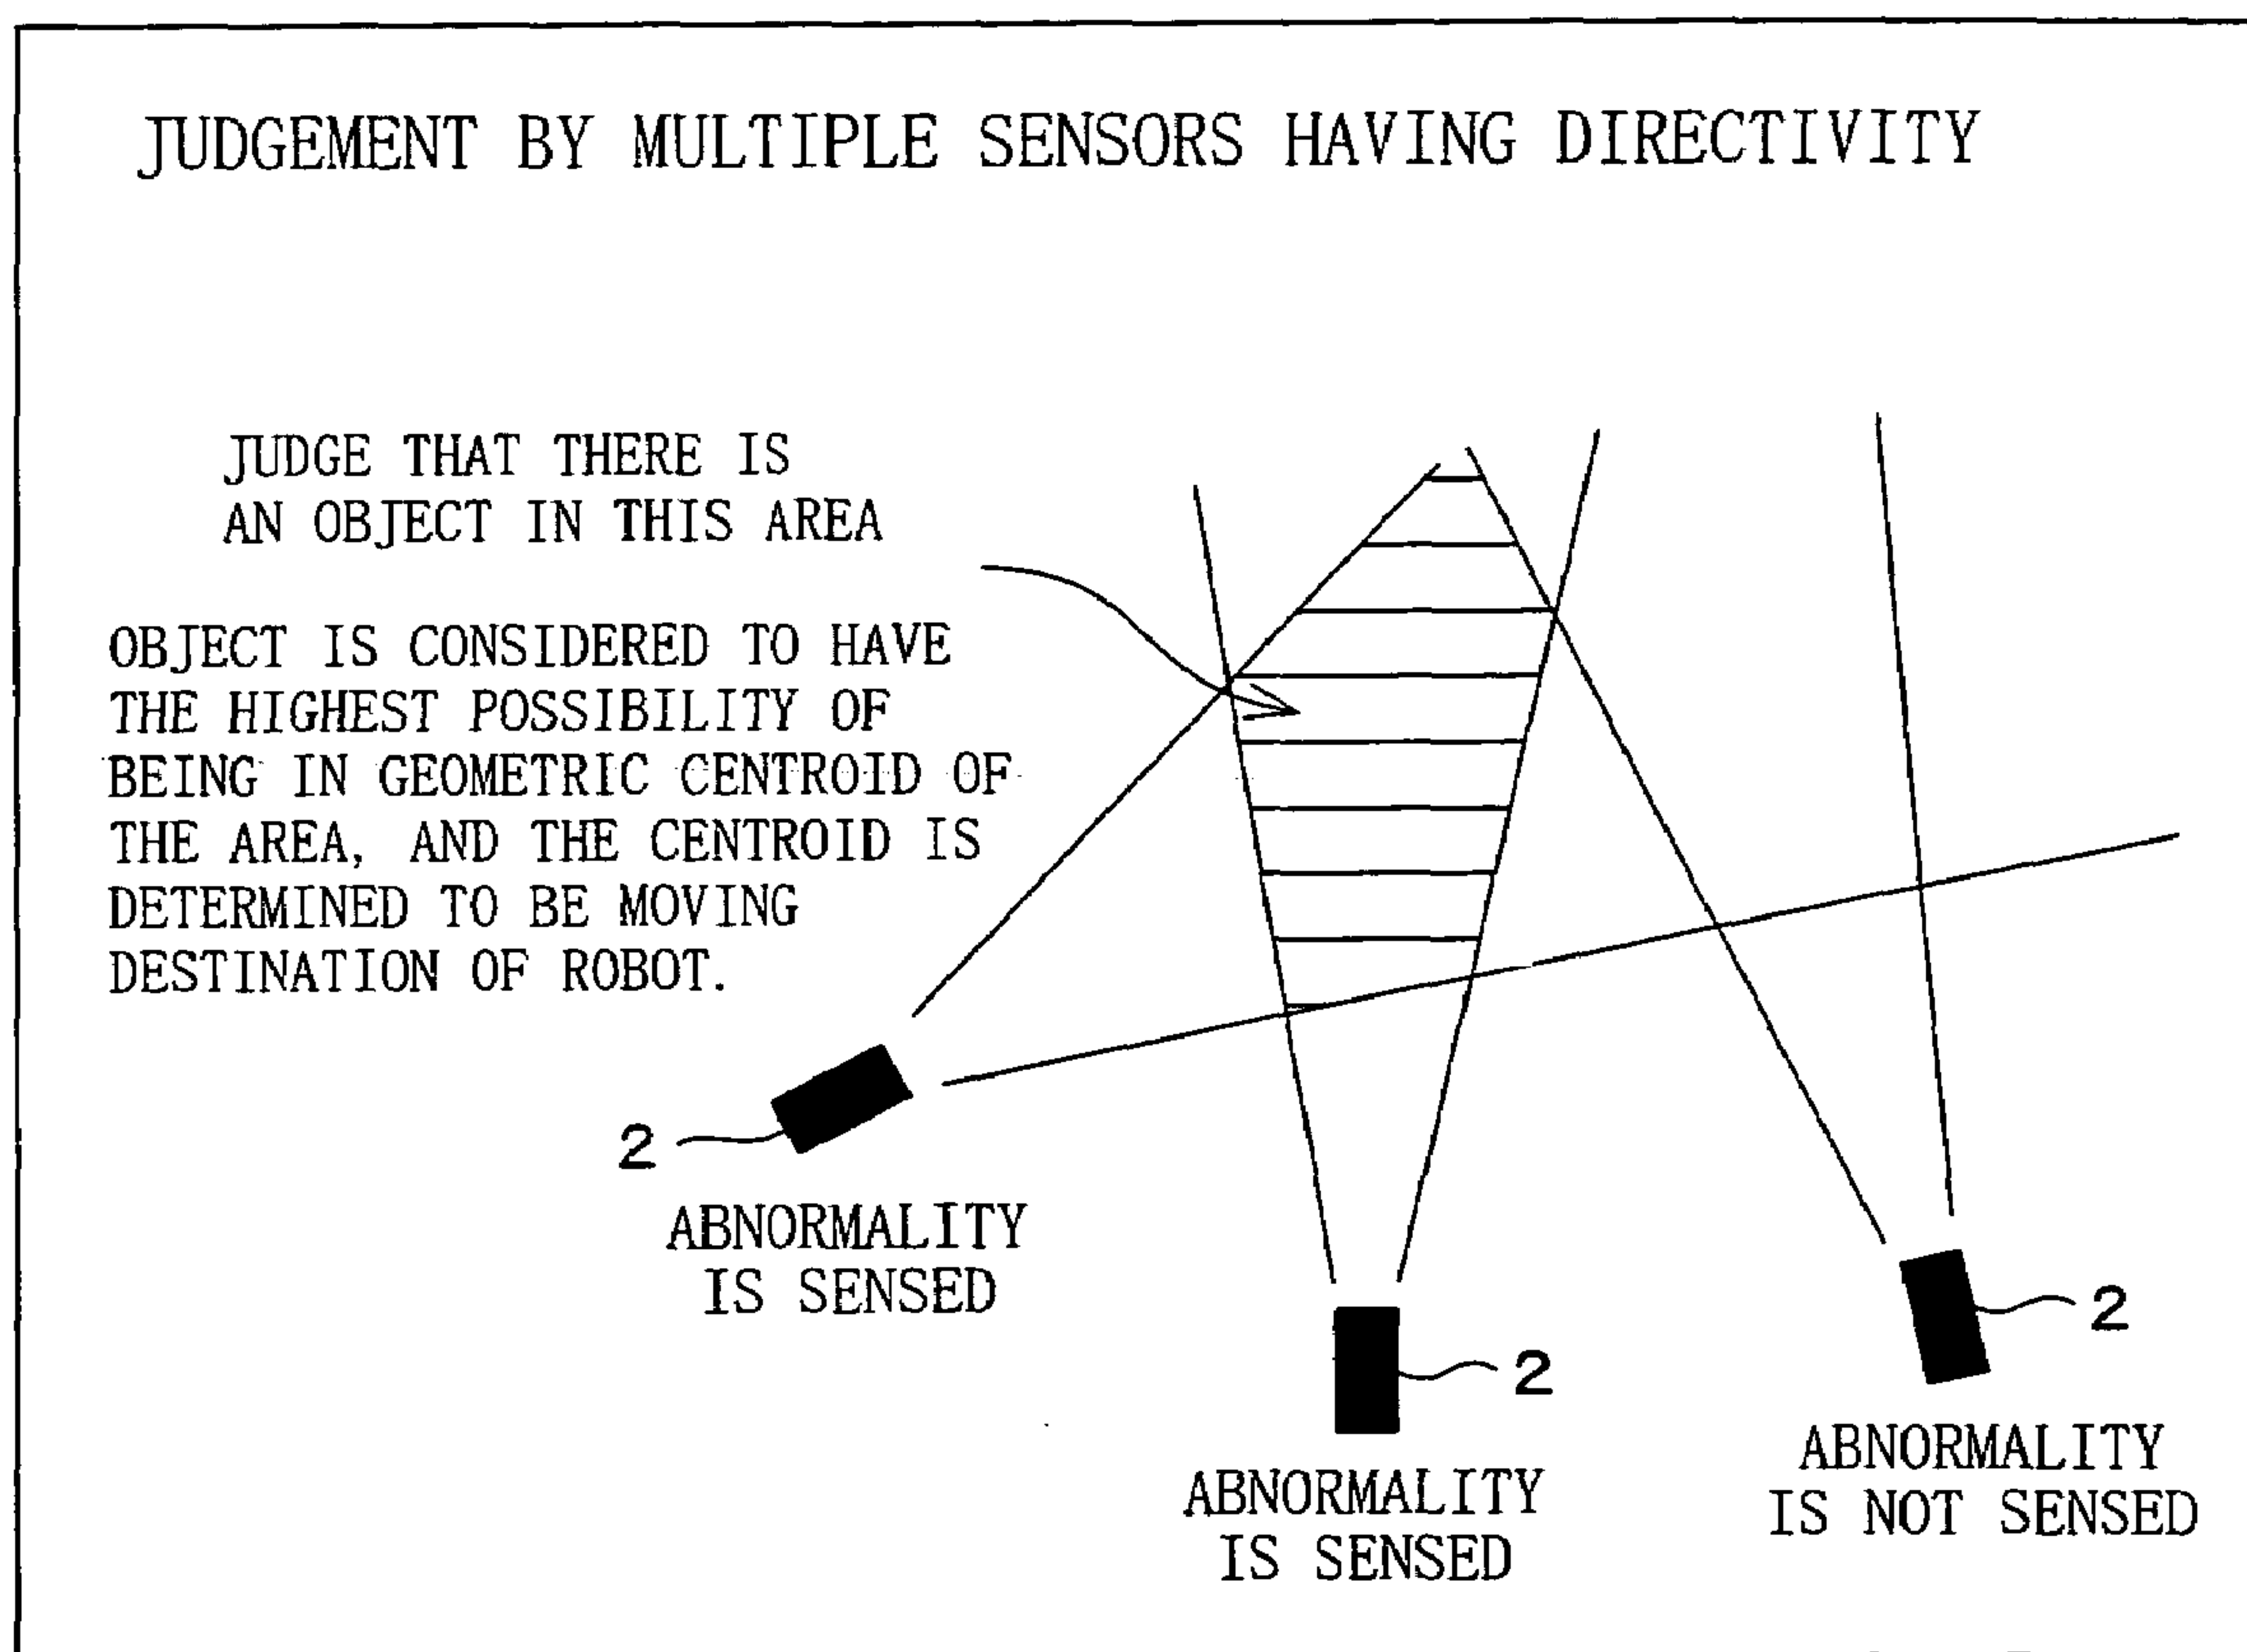 JUDGEMENT BY MULTIPLE SENSORS HAVING DIRECTIVITY
JUDGE THAT THERE IS
AN OBJECT IN THIS AREA
OBJECT IS CONSIDERED TO HAVE
THE HIGHEST POSSIBILITY OF
BEING IN GEOMETRIC CENTROID OF
THE AREA, AND THE CENTROID IS
DETERMINED TO BE MOVING
DESTINATION OF ROBOT.
2
ABNORMALITY
IS SENSED
2
ABNORMALITY
IS SENSED
2
ABNORMALITY
IS NOT SENSED